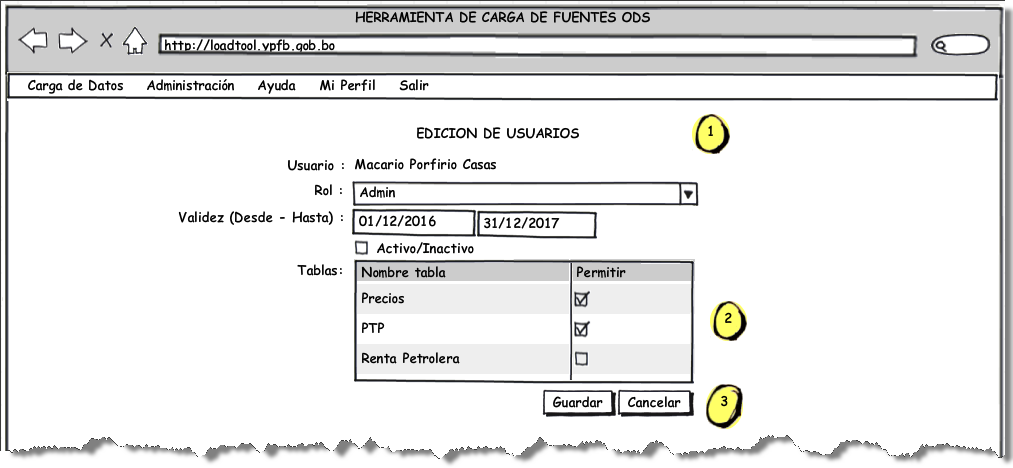 HERRAMIENTA DE CARGA DE FUENTES ODS
http://loadtool.ypfb.gob.bo
Carga de Datos Administración Ayuda Mi Perfil Salir
EDICION DE USUARIOS 1
Usuario : Macario Porfirio Casas
Rol : Admin
Validez (Desde - Hasta) : 01/12/2016 31/12/2017
Activo/Inactivo
Tablas: Nombre tabla Permitir
Precios
PTP 2
Renta Petrolera
Guardar Cancelar 3